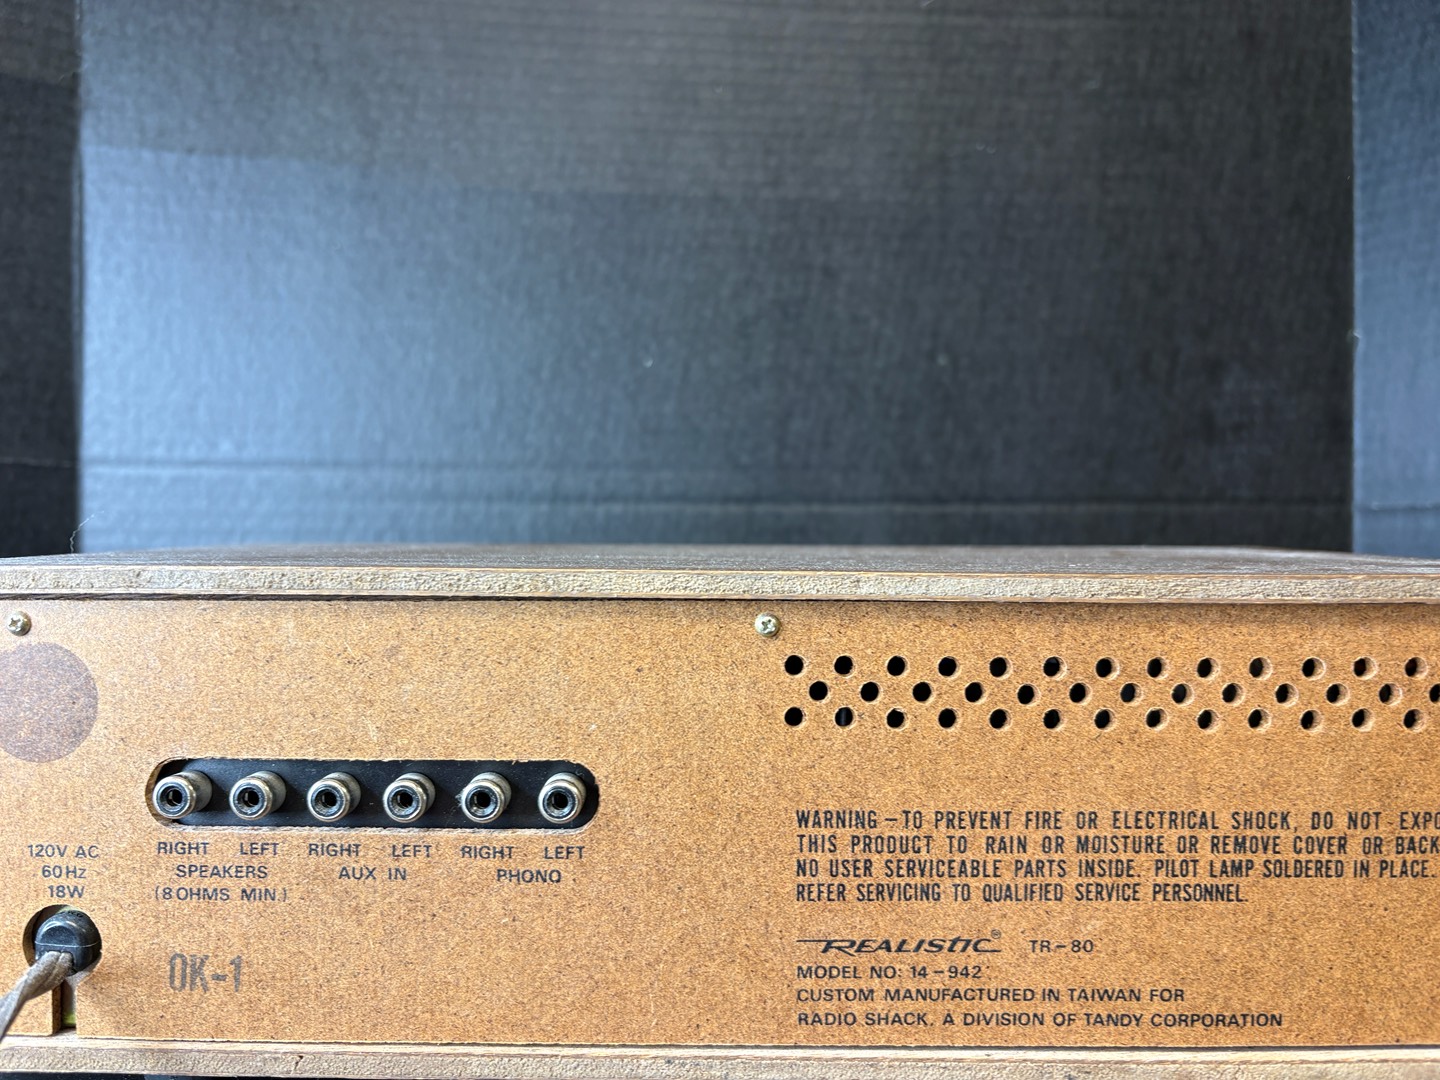 120V AC
60Hz
18W
RIGHT LEFT RIGHT LEFT RIGHT LEFT
SPEAKERS AUX IN PHONO
(8 OHMS MIN.)
OK-1
WARNING – TO PREVENT FIRE OR ELECTRICAL SHOCK, DO NOT EXPO
THIS PRODUCT TO RAIN OR MOISTURE OR REMOVE COVER OR BACK
NO USER SERVICEABLE PARTS INSIDE. PILOT LAMP SOLDERED IN PLACE.
REFER SERVICING TO QUALIFIED SERVICE PERSONNEL.
REALISTIC® TR-80
MODEL NO: 14-942
CUSTOM MANUFACTURED IN TAIWAN FOR
RADIO SHACK. A DIVISION OF TANDY CORPORATION